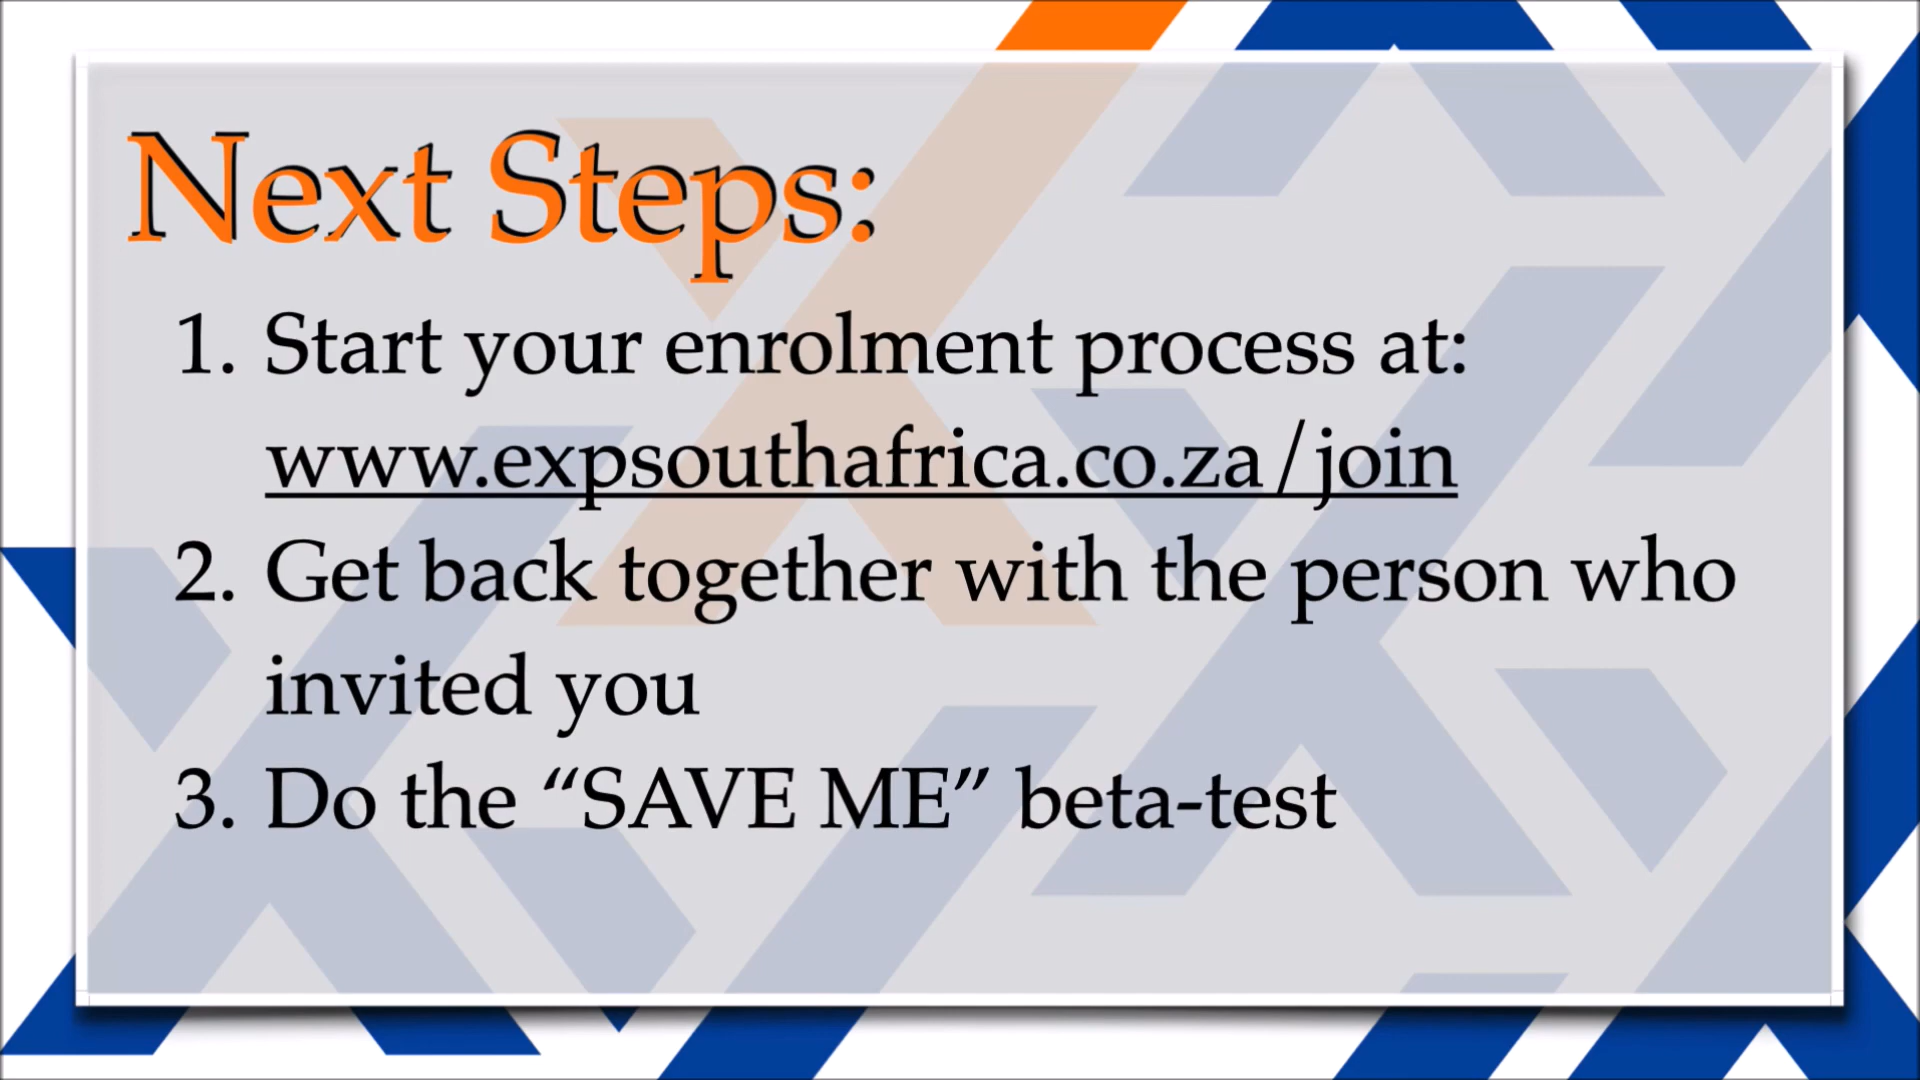 Next Steps:
1. Start your enrolment process at:
www.expsouthafrica.co.za/join
2. Get back together with the person who
invited you
3. Do the “SAVE ME” beta-test